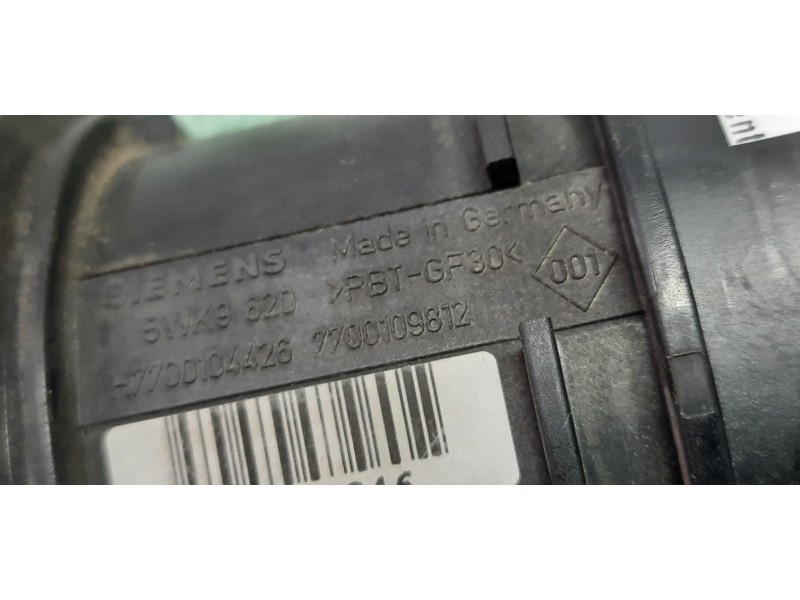 SIEMENS Made in Germany
5WK9 620 >PBT-GF30< 001
H7700104426 7700109812